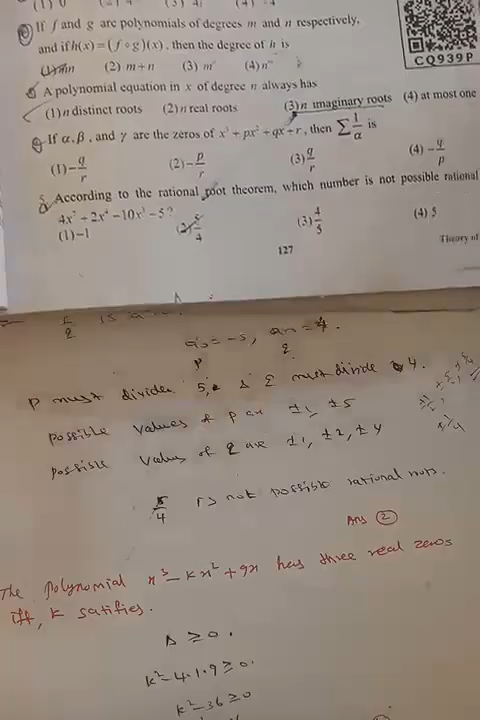 If f and g are polynomials of degrees m and n respectively,
and if h(x) = (f ∘ g)(x), then the degree of h is
(1) mn (2) m+n (3) mⁿ (4) nᵐ
CQ939P
A polynomial equation in x of degree n always has
(1) n distinct roots (2) n real roots (3) n imaginary roots (4) at most one
If α, β, and γ are the zeros of x³ + px² + qx + r, then Σ 1/α is
(1) -q/r (2) -p/r (3) q/r (4) -q/p
According to the rational root theorem, which number is not possible rational
4x⁷ + 2x⁴ - 10x³ - 5?
(1) -1 (2) 5/4 (3) 4/5 (4) 5
127
Theory of
a₀ = -5, aₙ = 4.
P q
P must divides 5, & q must divide 4.
possible values of p are ±1, ±5
possible values of q are ±1, ±2, ±4
5/4 is not possible rational roots.
Ans ②
The polynomial x³ - kx² + 9x has three real zeros
iff, k satifies.
Δ ≥ 0.
k² - 4.1.9 ≥ 0.
k² - 36 ≥ 0